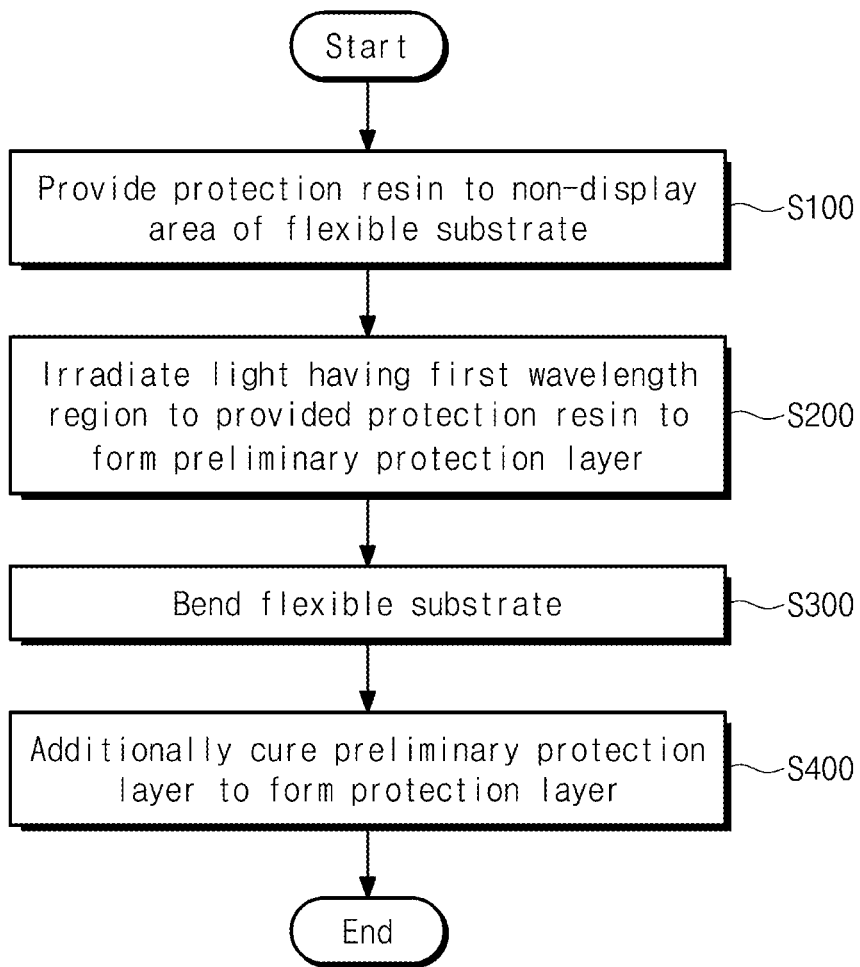 Start
Provide protection resin to non-display
area of flexible substrate
S100
Irradiate light having first wavelength
region to provided protection resin to
form preliminary protection layer
S200
Bend flexible substrate
S300
Additionally cure preliminary protection
layer to form protection layer
S400
End